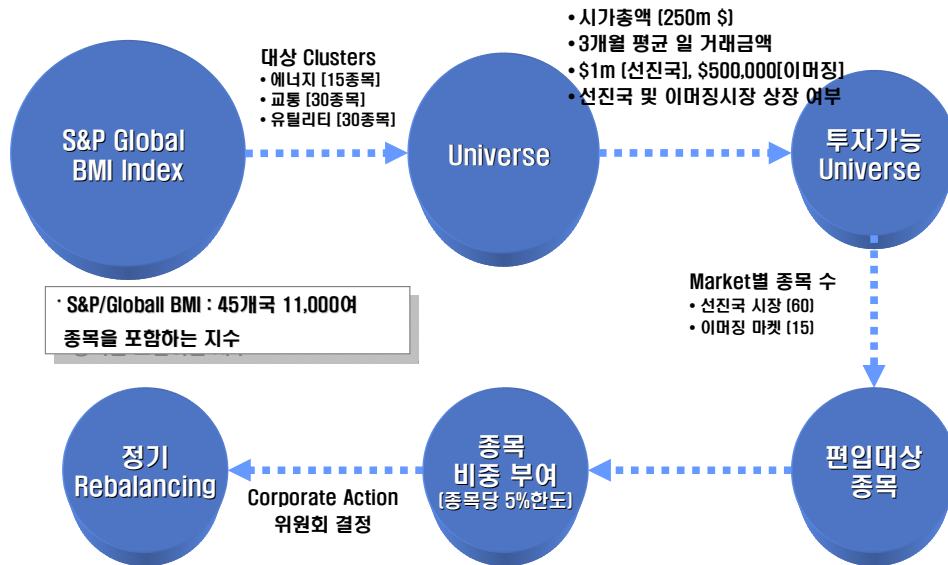 S&P Global
BMI Index
대상 Clusters
• 에너지 [15종목]
• 교통 [30종목]
• 유틸리티 [30종목]
Universe
• 시가총액 [250m $]
• 3개월 평균 일 거래금액
• $1m [선진국], $500,000[이머징]
• 선진국 및 이머징시장 상장 여부
투자가능
Universe
· S&P/Globall BMI : 45개국 11,000여
종목을 포함하는 지수
Market별 종목 수
• 선진국 시장 (60)
• 이머징 마켓 (15)
편입대상
종목
종목
비중 부여
(종목당 5%한도)
Corporate Action
위원회 결정
정기
Rebalancing